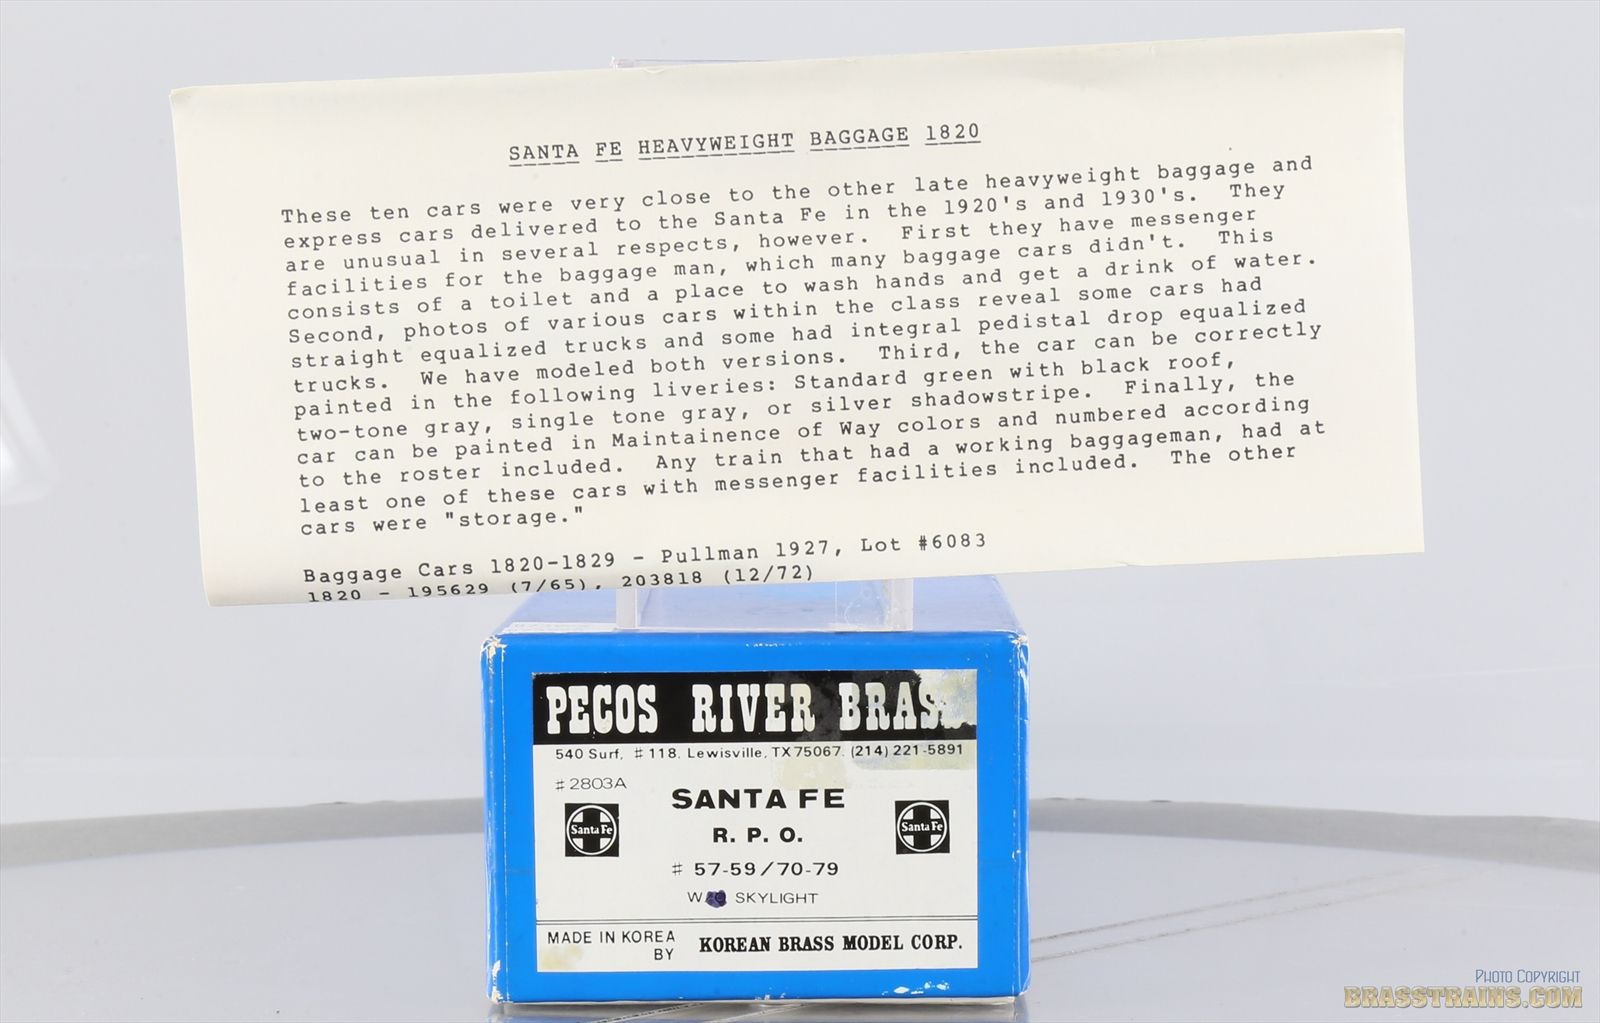 SANTA FE HEAVYWEIGHT BAGGAGE 1820
These ten cars were very close to the other late heavyweight baggage and
express cars delivered to the Santa Fe in the 1920's and 1930's. They
are unusual in several respects, however. First they have messenger
facilities for the baggage man, which many baggage cars didn't. This
consists of a toilet and a place to wash hands and get a drink of water.
Second, photos of various cars within the class reveal some cars had
straight equalized trucks and some had integral pedistal drop equalized
trucks. We have modeled both versions. Third, the car can be correctly
painted in the following liveries: Standard green with black roof,
two-tone gray, single tone gray, or silver shadowstripe. Finally, the
car can be painted in Maintainence of Way colors and numbered according
to the roster included. Any train that had a working baggageman, had at
least one of these cars with messenger facilities included. The other
cars were "storage."
Baggage Cars 1820-1829 - Pullman 1927, Lot #6083
1820 - 195629 (7/65), 203818 (12/72)
PECOS RIVER BRASS
540 Surf, #118, Lewisville, TX 75067 (214) 221-5891
#2803A
SANTA FE
Santa Fe
Santa Fe
R. P. O.
# 57-59/70-79
W SKYLIGHT
MADE IN KOREA
BY
KOREAN BRASS MODEL CORP.
PHOTO COPYRIGHT
BRASSTRAINS.COM